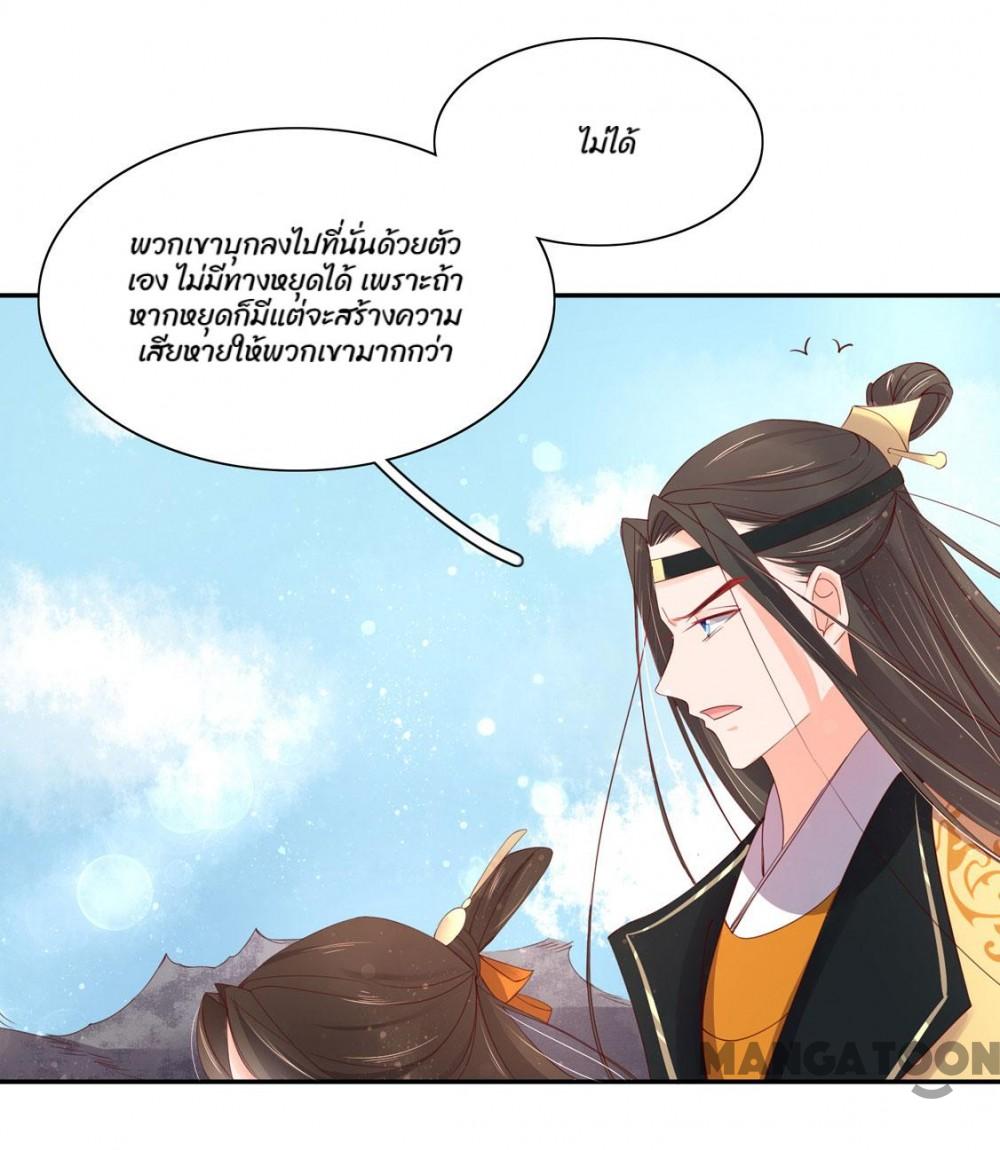 ไม่ได้
พวกเขาบุกลงไปที่นั่นด้วยตัว
เอง ไม่มีทางหยุดได้ เพราะถ้า
หากหยุดก็มีแต่จะสร้างความ
เสียหายให้พวกเขามากกว่า
MANGATOON